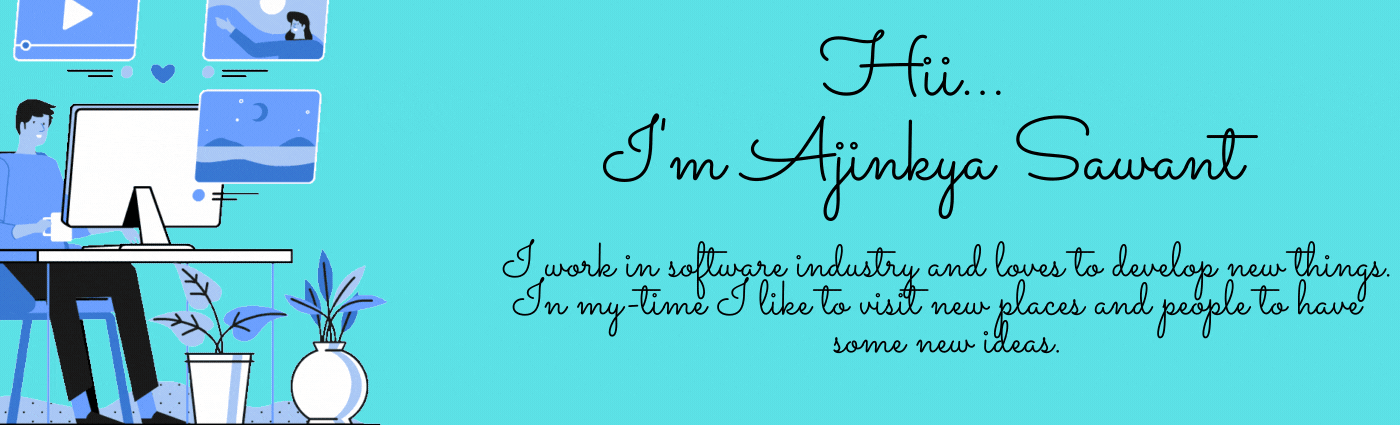 Hii...
I'm Ajinkya Sawant
I work in software industry and loves to develop new things.
In my-time I like to visit new places and people to have
some new ideas.